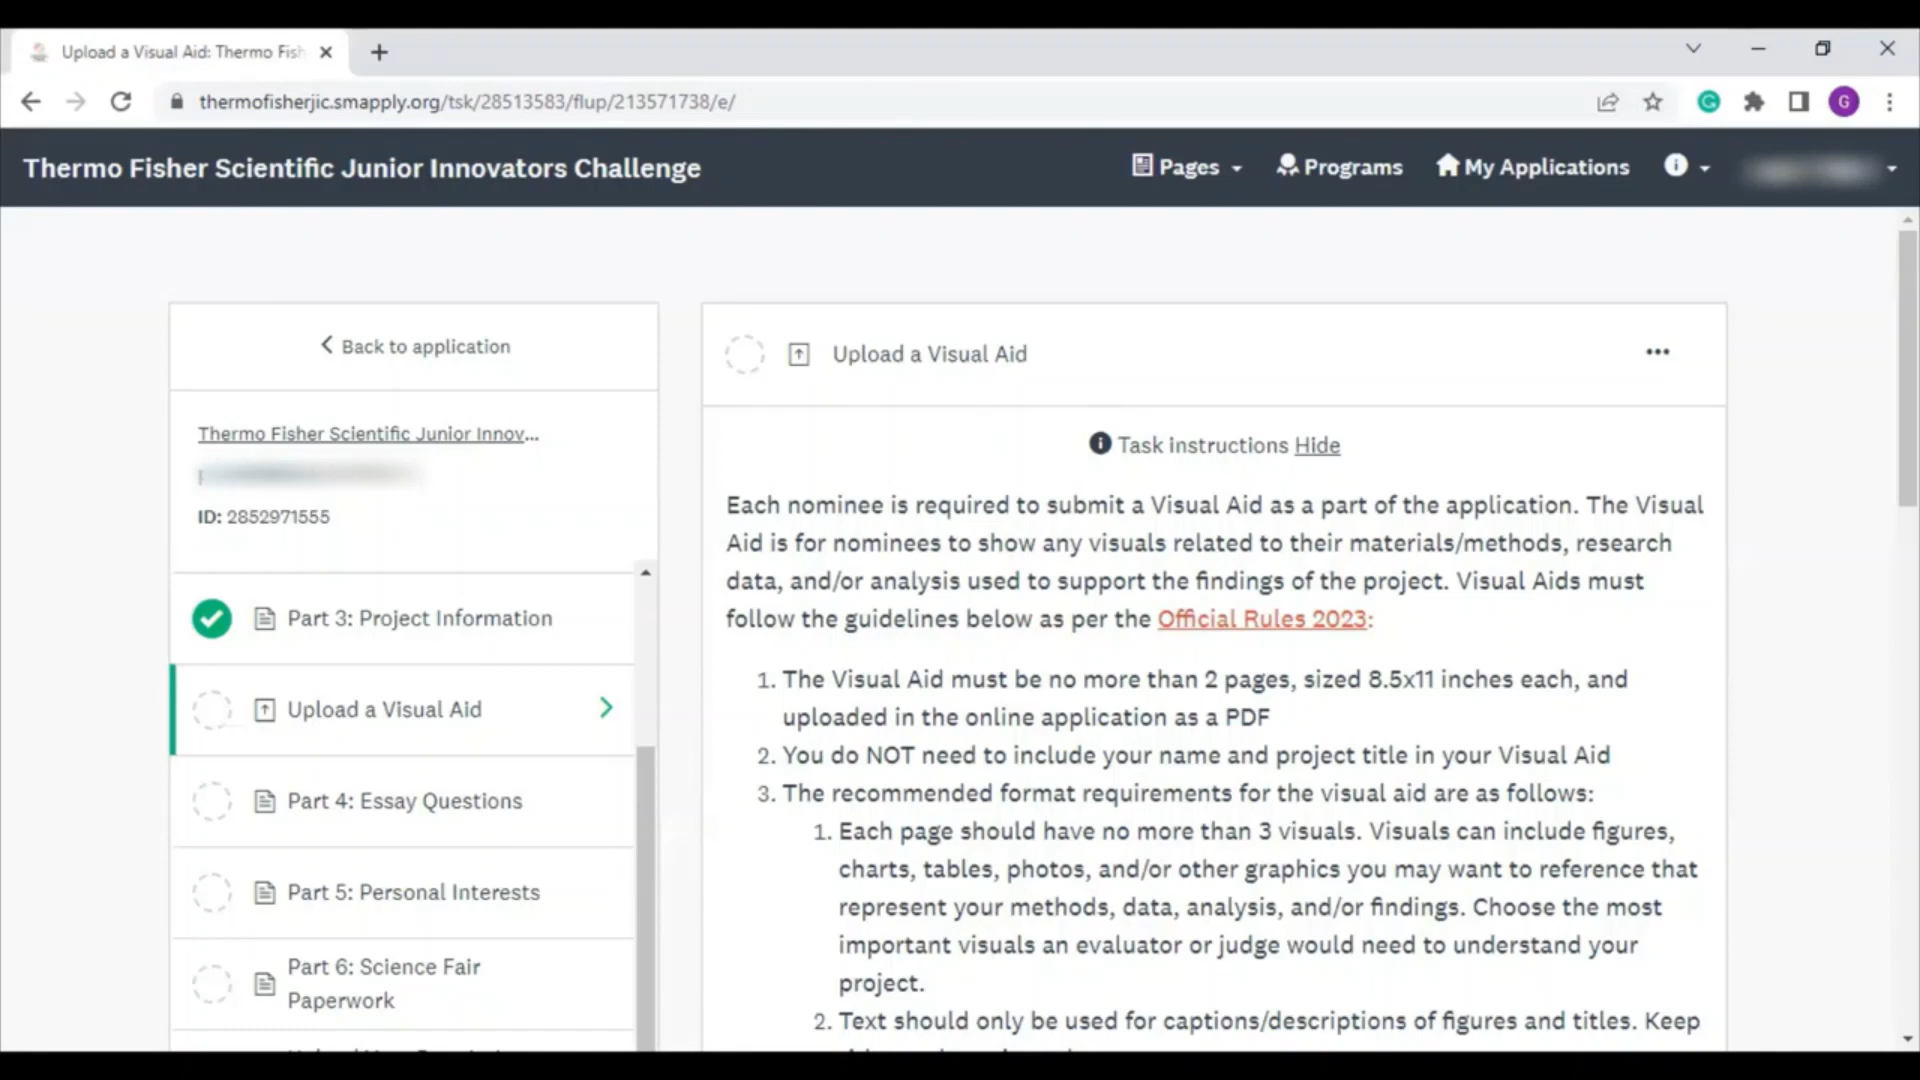 Upload a Visual Aid: Thermo Fish
thermofisherjic.smapply.org/tsk/28513583/flup/213571738/e/
G
Thermo Fisher Scientific Junior Innovators Challenge
Pages
Programs
My Applications
Back to application
Thermo Fisher Scientific Junior Innov...
ID: 2852971555
Part 3: Project Information
Upload a Visual Aid
Part 4: Essay Questions
Part 5: Personal Interests
Part 6: Science Fair
Paperwork
Upload a Visual Aid
Task instructions Hide
Each nominee is required to submit a Visual Aid as a part of the application. The Visual
Aid is for nominees to show any visuals related to their materials/methods, research
data, and/or analysis used to support the findings of the project. Visual Aids must
follow the guidelines below as per the Official Rules 2023:
1. The Visual Aid must be no more than 2 pages, sized 8.5x11 inches each, and
uploaded in the online application as a PDF
2. You do NOT need to include your name and project title in your Visual Aid
3. The recommended format requirements for the visual aid are as follows:
1. Each page should have no more than 3 visuals. Visuals can include figures,
charts, tables, photos, and/or other graphics you may want to reference that
represent your methods, data, analysis, and/or findings. Choose the most
important visuals an evaluator or judge would need to understand your
project.
2. Text should only be used for captions/descriptions of figures and titles. Keep